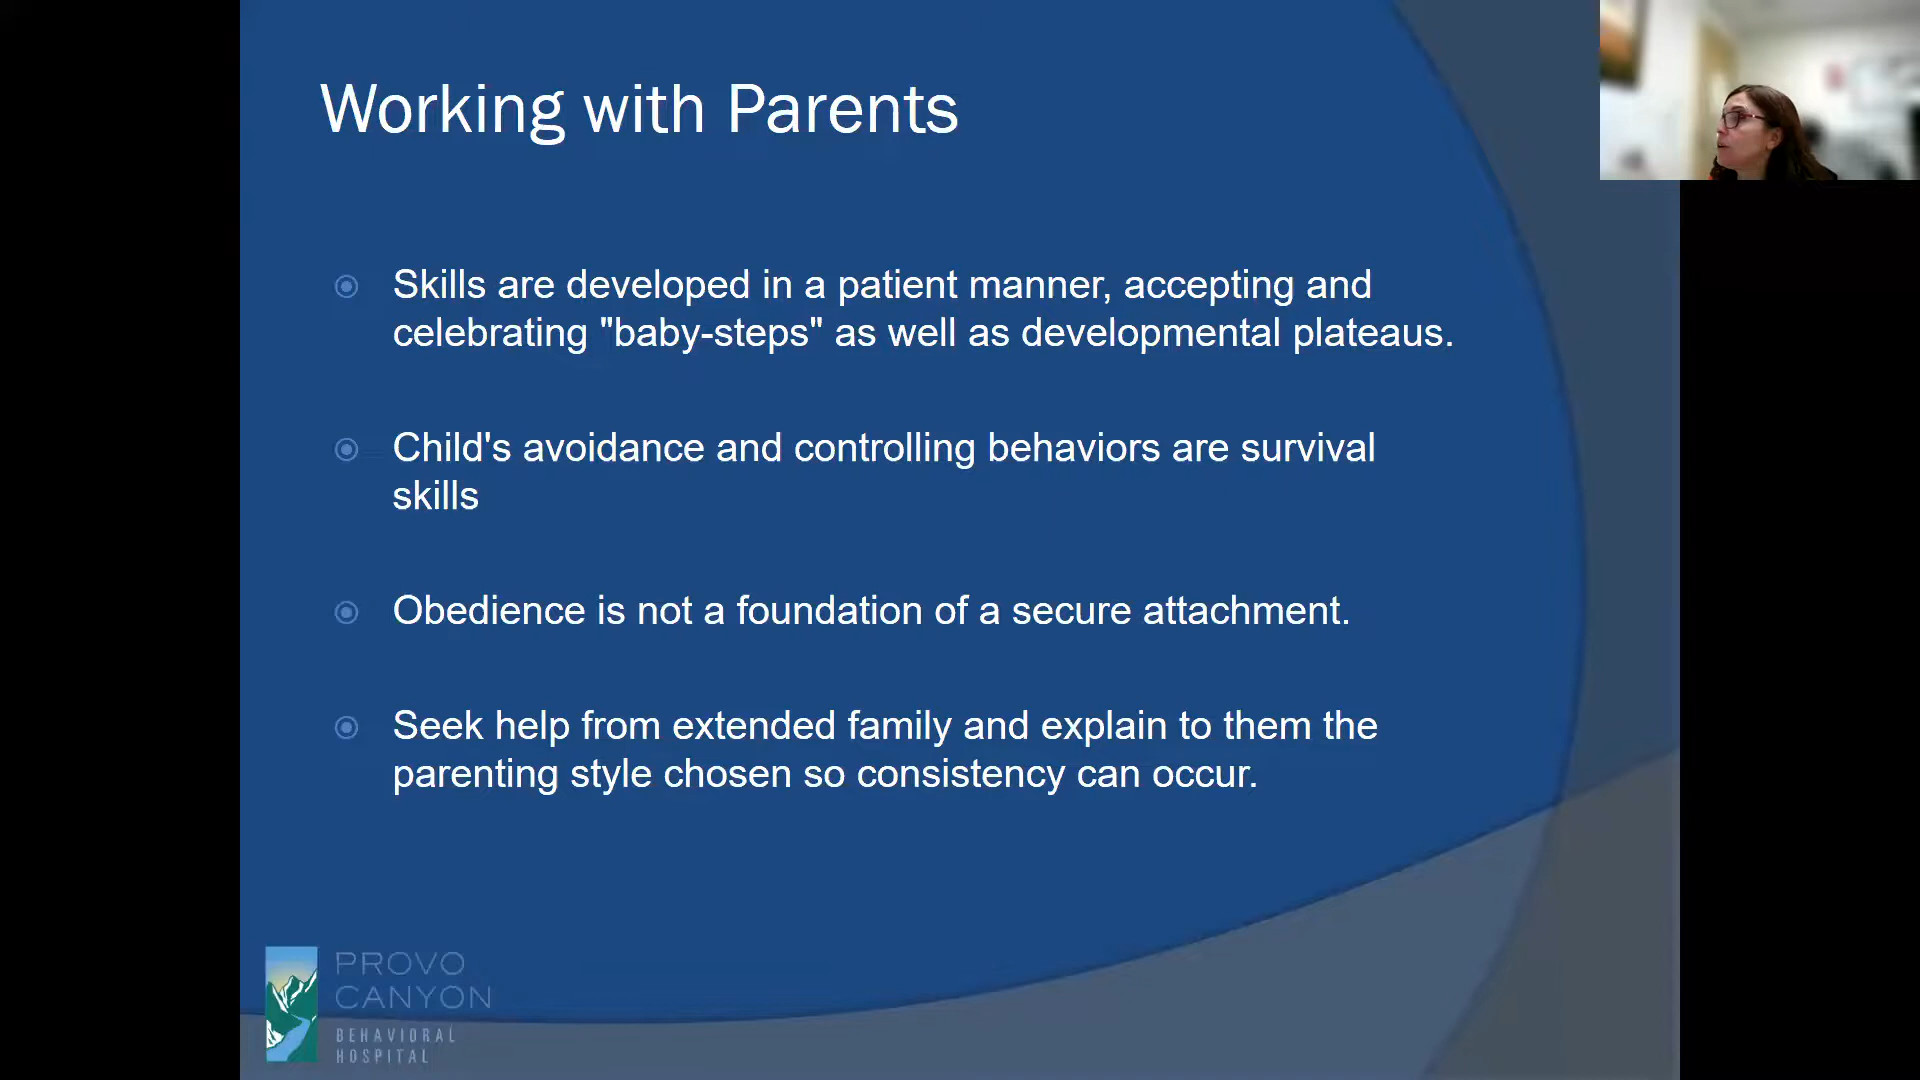 Working with Parents
Skills are developed in a patient manner, accepting and
celebrating "baby-steps" as well as developmental plateaus.
Child's avoidance and controlling behaviors are survival
skills
Obedience is not a foundation of a secure attachment.
Seek help from extended family and explain to them the
parenting style chosen so consistency can occur.
PROVO
CANYON
BEHAVIORAL
HOSPITAL